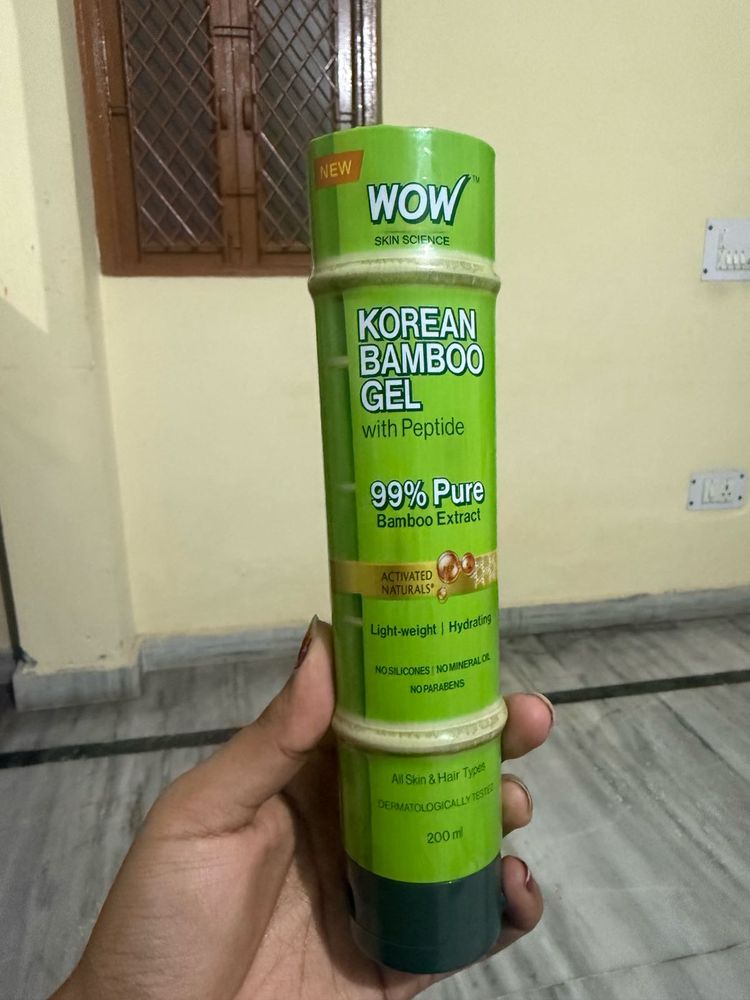 NEW
WOW™
SKIN SCIENCE
KOREAN
BAMBOO
GEL
with Peptide
99% Pure
Bamboo Extract
ACTIVATED
NATURALS®
Light-weight | Hydrating
NO SILICONES | NO MINERAL OIL
NO PARABENS
All Skin & Hair Types
DERMATOLOGICALLY TESTED
200 ml